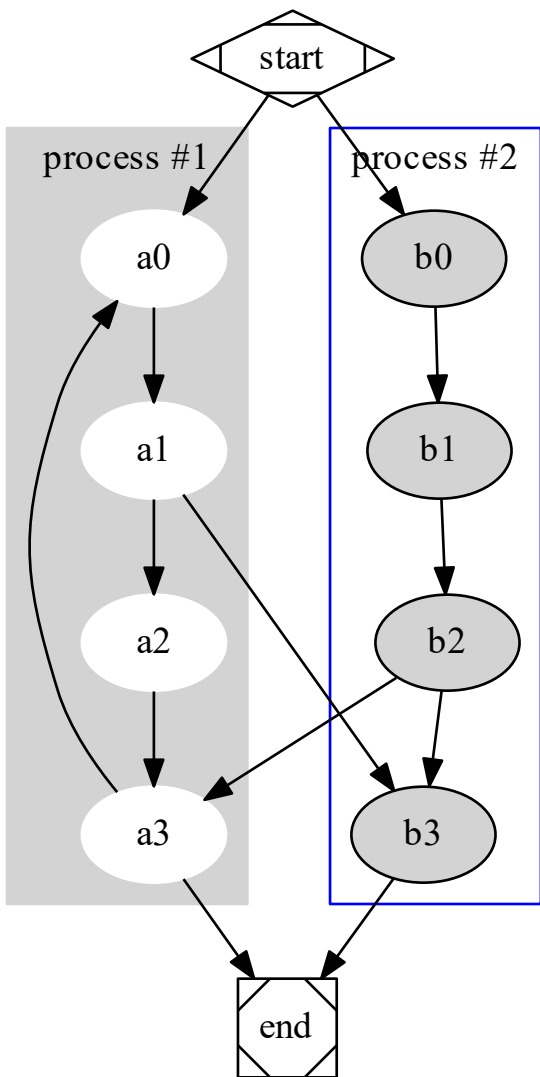 start
process #1
process #2
a0
b0
a1
b1
a2
b2
a3
b3
end